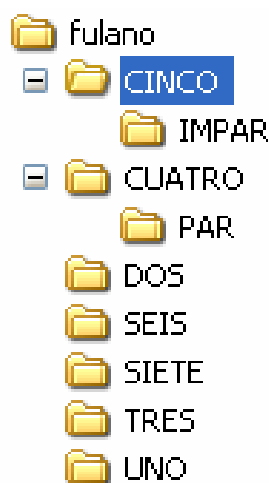 fulano
CINCO
IMPAR
CUATRO
PAR
DOS
SEIS
SIETE
TRES
UNO